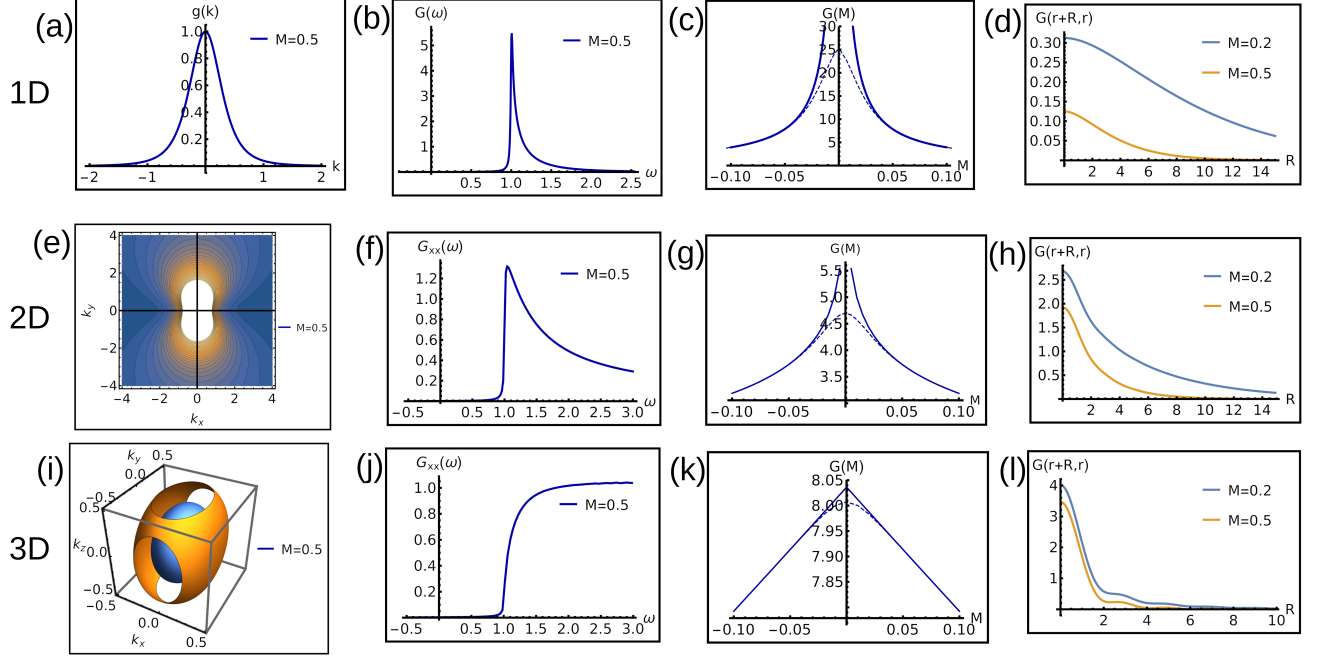 1D
(a)
g(k)
1.0
0.8
0.6
0.4
0.2
M=0.5
−2
−1
1
2
k
(b)
G(ω)
5
4
3
2
1
M=0.5
0.5
1.0
1.5
2.0
2.5
ω
(c)
G(M)
30
25
20
15
10
5
−0.10
−0.05
0.05
0.10
M
(d)
G(r+R,r)
0.30
0.25
0.20
0.15
0.10
0.05
M=0.2
M=0.5
2
4
6
8
10
12
14
R
2D
(e)
4
2
0
−2
−4
k_y
M=0.5
−4
−2
0
2
4
k_x
(f)
G_xx(ω)
1.2
1.0
0.8
0.6
0.4
0.2
M=0.5
−0.5
0.5
1.0
1.5
2.0
2.5
3.0
ω
(g)
G(M)
5.5
5.0
4.5
4.0
3.5
−0.10
−0.05
0.05
0.10
M
(h)
G(r+R,r)
2.5
2.0
1.5
1.0
0.5
M=0.2
M=0.5
2
4
6
8
10
12
14
R
3D
(i)
k_y
0.5
0.0
−0.5
0.5
k_z
0.0
−0.5
−0.5
0.0
k_x
0.5
M=0.5
(j)
G_xx(ω)
1.0
0.8
0.6
0.4
0.2
M=0.5
−0.5
0.5
1.0
1.5
2.0
2.5
3.0
ω
(k)
G(M)
8.05
8.00
7.95
7.90
7.85
−0.10
−0.05
0.05
0.10
M
(l)
G(r+R,r)
4
3
2
1
M=0.2
M=0.5
2
4
6
8
10
R